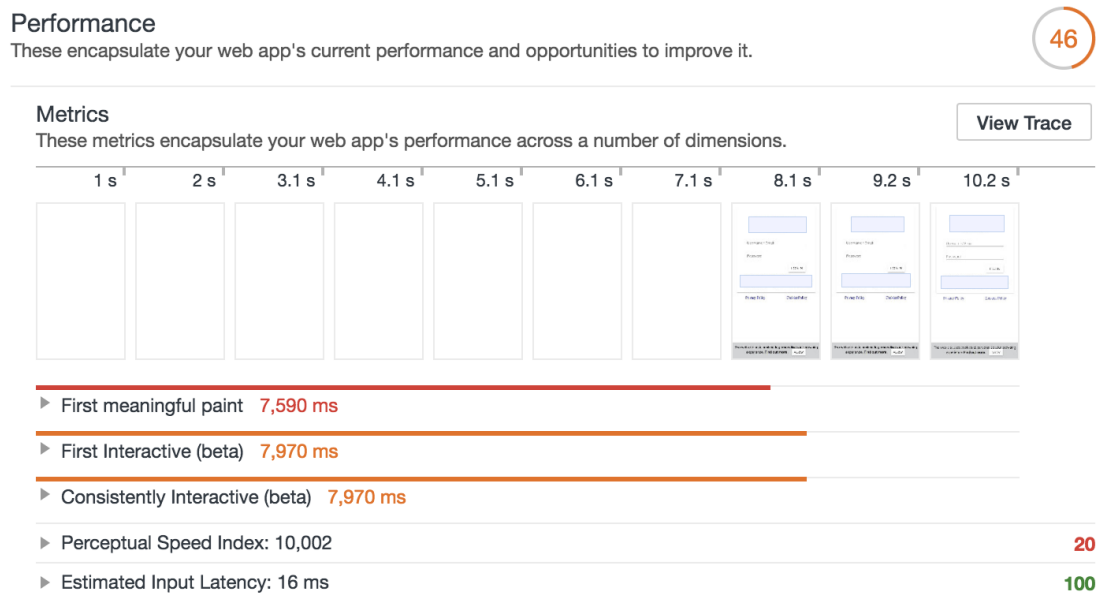 Performance
46
These encapsulate your web app's current performance and opportunities to improve it.
Metrics
View Trace
These metrics encapsulate your web app's performance across a number of dimensions.
1 s 2 s 3.1 s 4.1 s 5.1 s 6.1 s 7.1 s 8.1 s 9.2 s 10.2 s
First meaningful paint 7,590 ms
First Interactive (beta) 7,970 ms
Consistently Interactive (beta) 7,970 ms
Perceptual Speed Index: 10,002 20
Estimated Input Latency: 16 ms 100